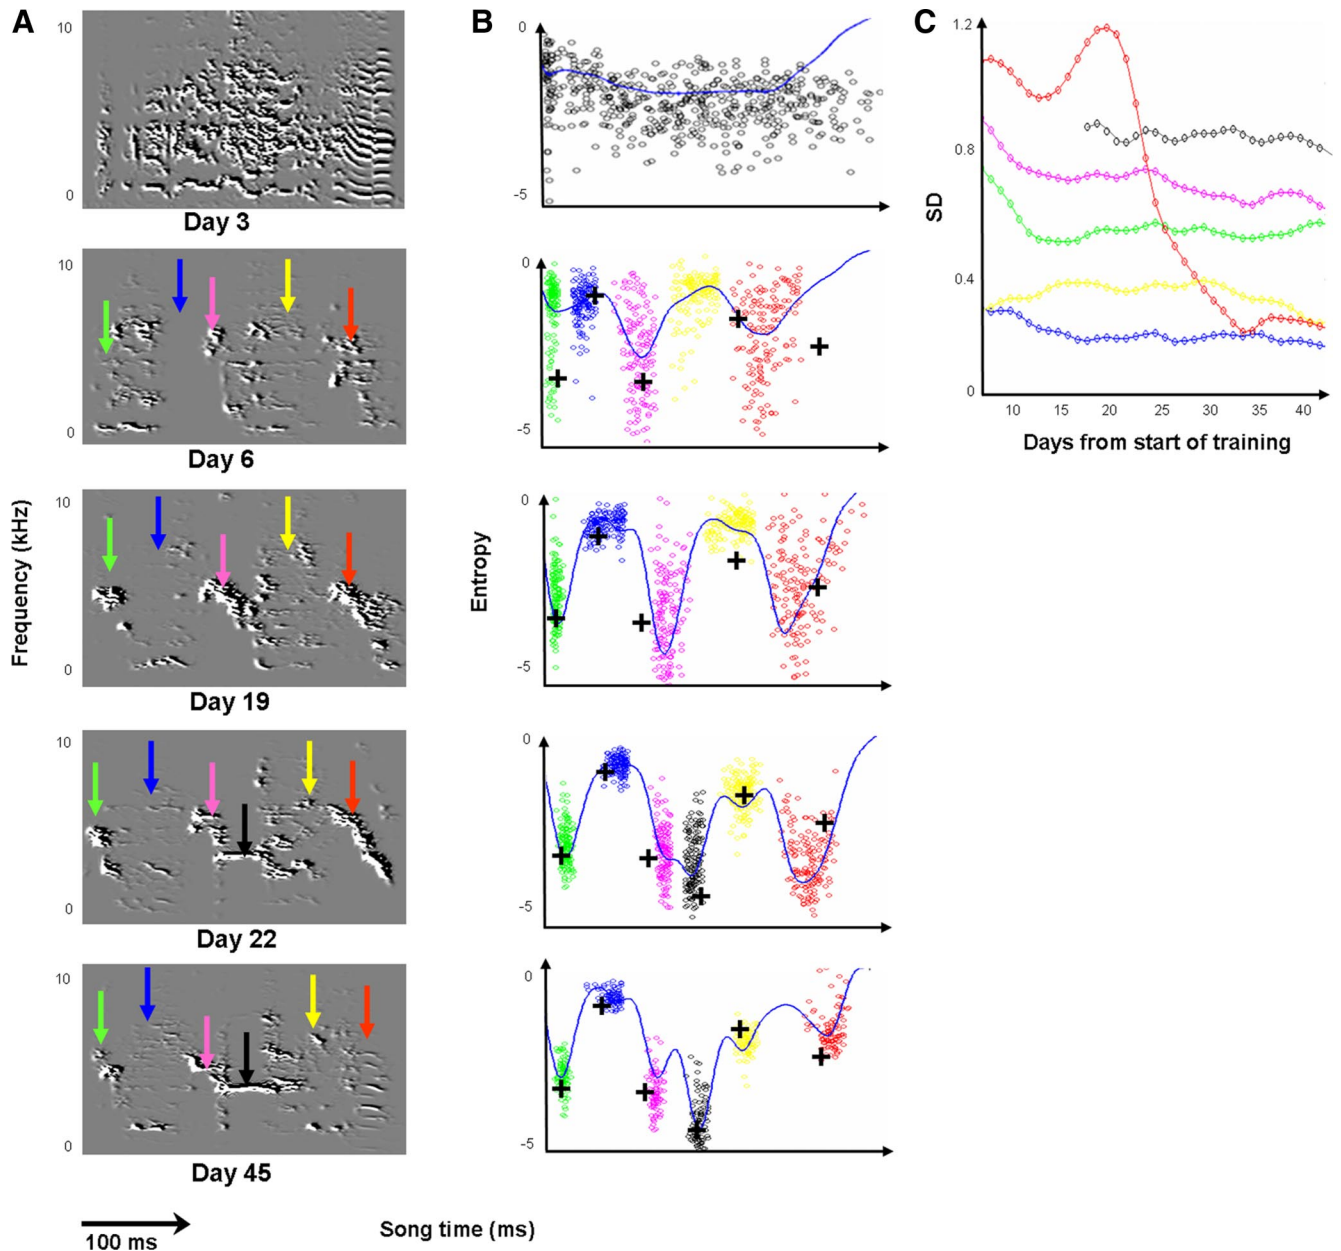 A
10
0
Day 3
10
0
Day 6
10
0
Day 19
10
0
Day 22
10
0
Day 45
Frequency (kHz)
100 ms
Song time (ms)
B
0
-5
0
-5
0
-5
0
-5
0
-5
Entropy
C
1.2
0.8
0.4
0
SD
10 15 20 25 30 35 40
Days from start of training